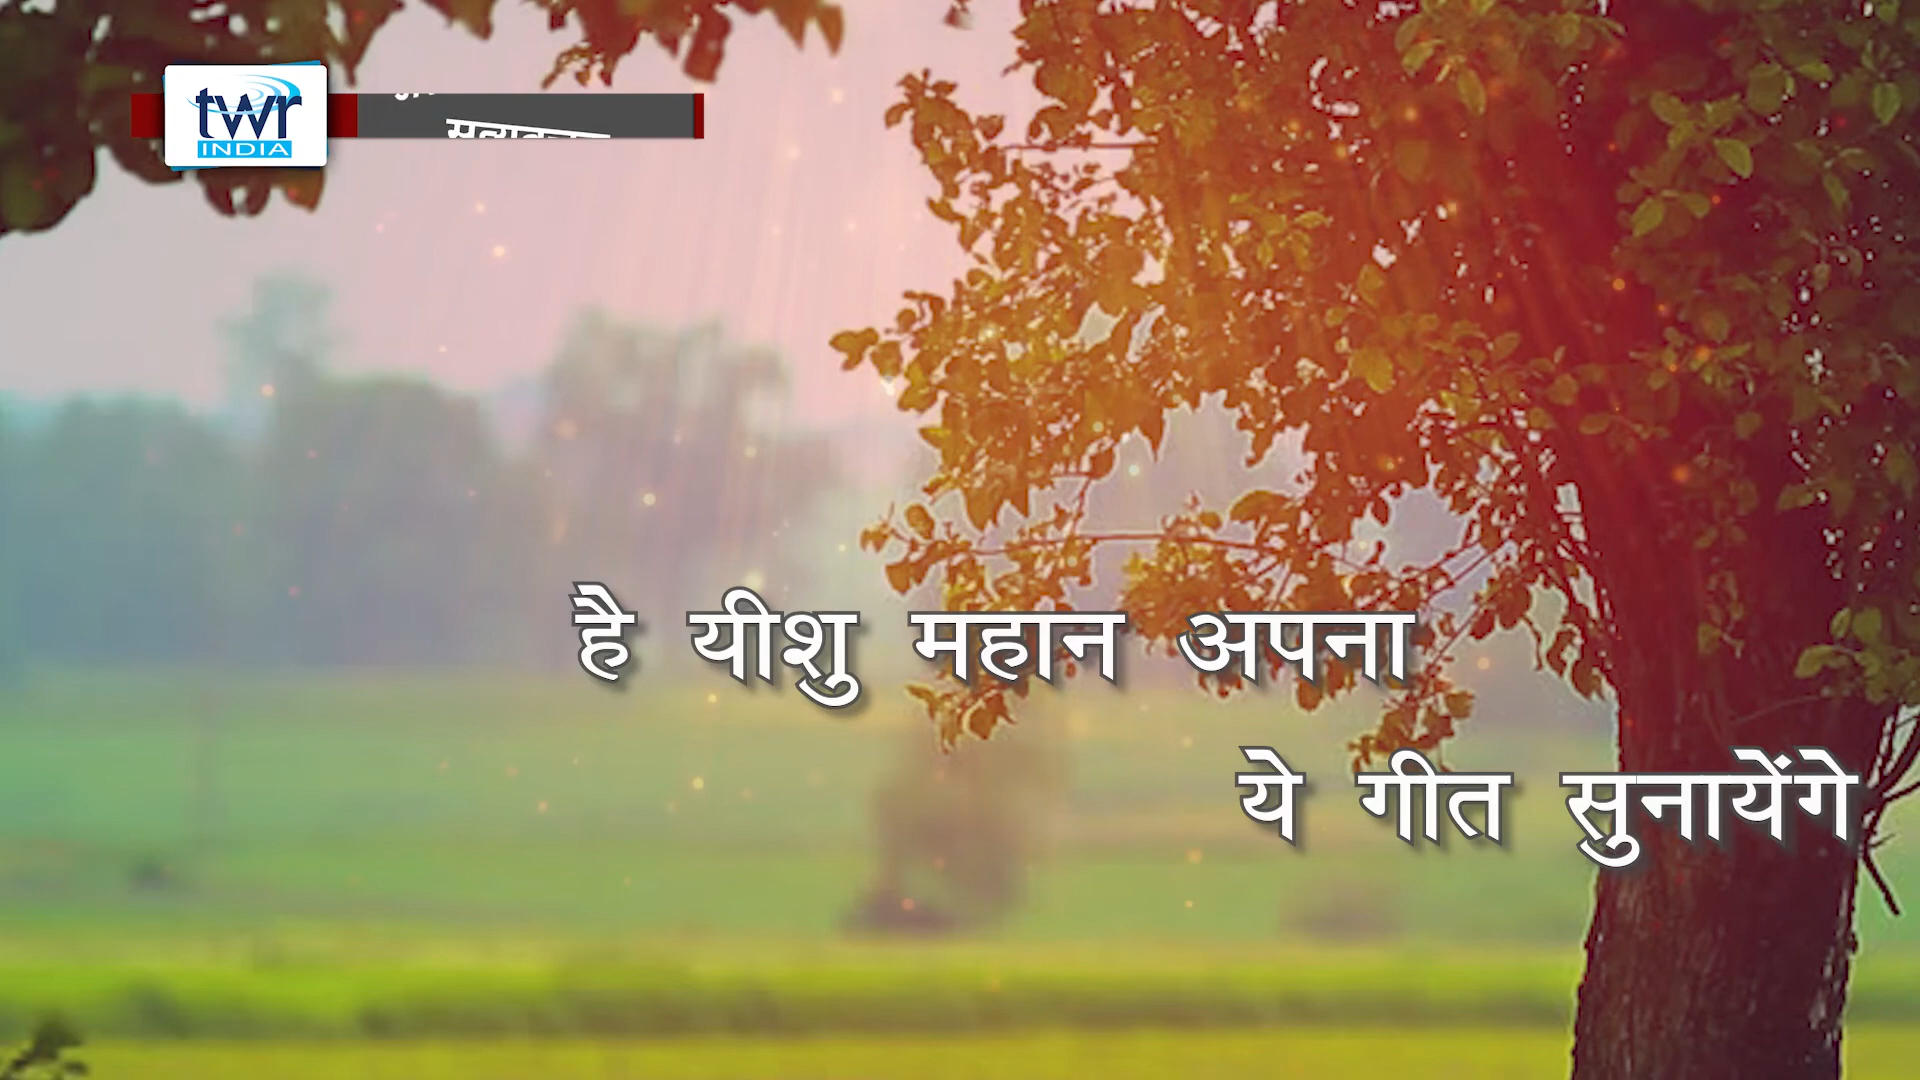 twr
INDIA
है यीशु महान अपना
ये गीत सुनायेंगे